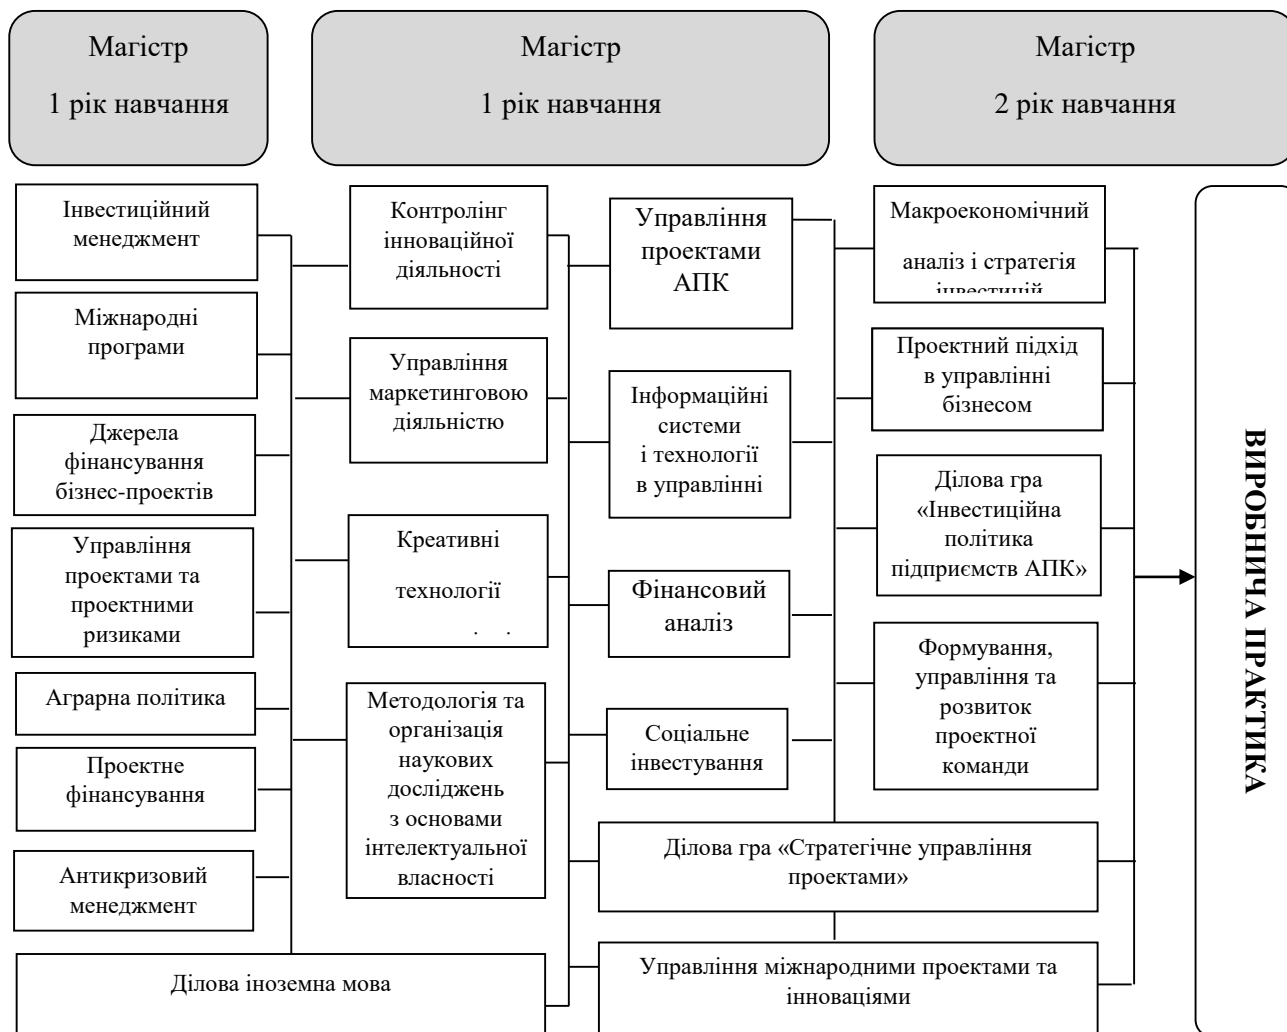 Магістр
1 рік навчання
Магістр
1 рік навчання
Магістр
2 рік навчання
Інвестиційний
менеджмент
Міжнародні
програми
Джерела
фінансування
бізнес-проектів
Управління
проектами та
проектними
ризиками
Аграрна політика
Проектне
фінансування
Антикризовий
менеджмент
Ділова іноземна мова
Контролінг
інноваційної
діяльності
Управління
маркетинговою
діяльністю
Креативні
технології
Методологія та
організація
наукових
досліджень
з основами
інтелектуальної
власності
Управління
проектами
АПК
Інформаційні
системи
і технології
в управлінні
Фінансовий
аналіз
Соціальне
інвестування
Ділова гра «Стратегічне управління
проектами»
Управління міжнародними проектами та
інноваціями
Макроекономічний
аналіз і стратегія
інвестицій
Проектний підхід
в управлінні
бізнесом
Ділова гра
«Інвестиційна
політика
підприємств АПК»
Формування,
управління та
розвиток
проектної
команди
ВИРОБНИЧА ПРАКТИКА